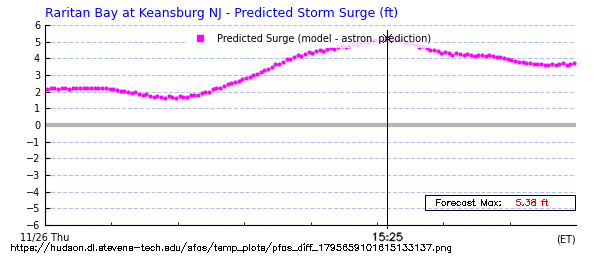 Raritan Bay at Keansburg NJ - Predicted Storm Surge (ft)
6
Predicted Surge (model - astron. prediction)
5
4
3
2
1
0
−1
−2
−3
−4
Forecast Max: 5.38 ft
−5
−6
11/26 Thu 15:25 (ET)
https://hudson.dl.stevens-tech.edu/sfas/temp_plots/pfas_diff_1795659101615133137.png